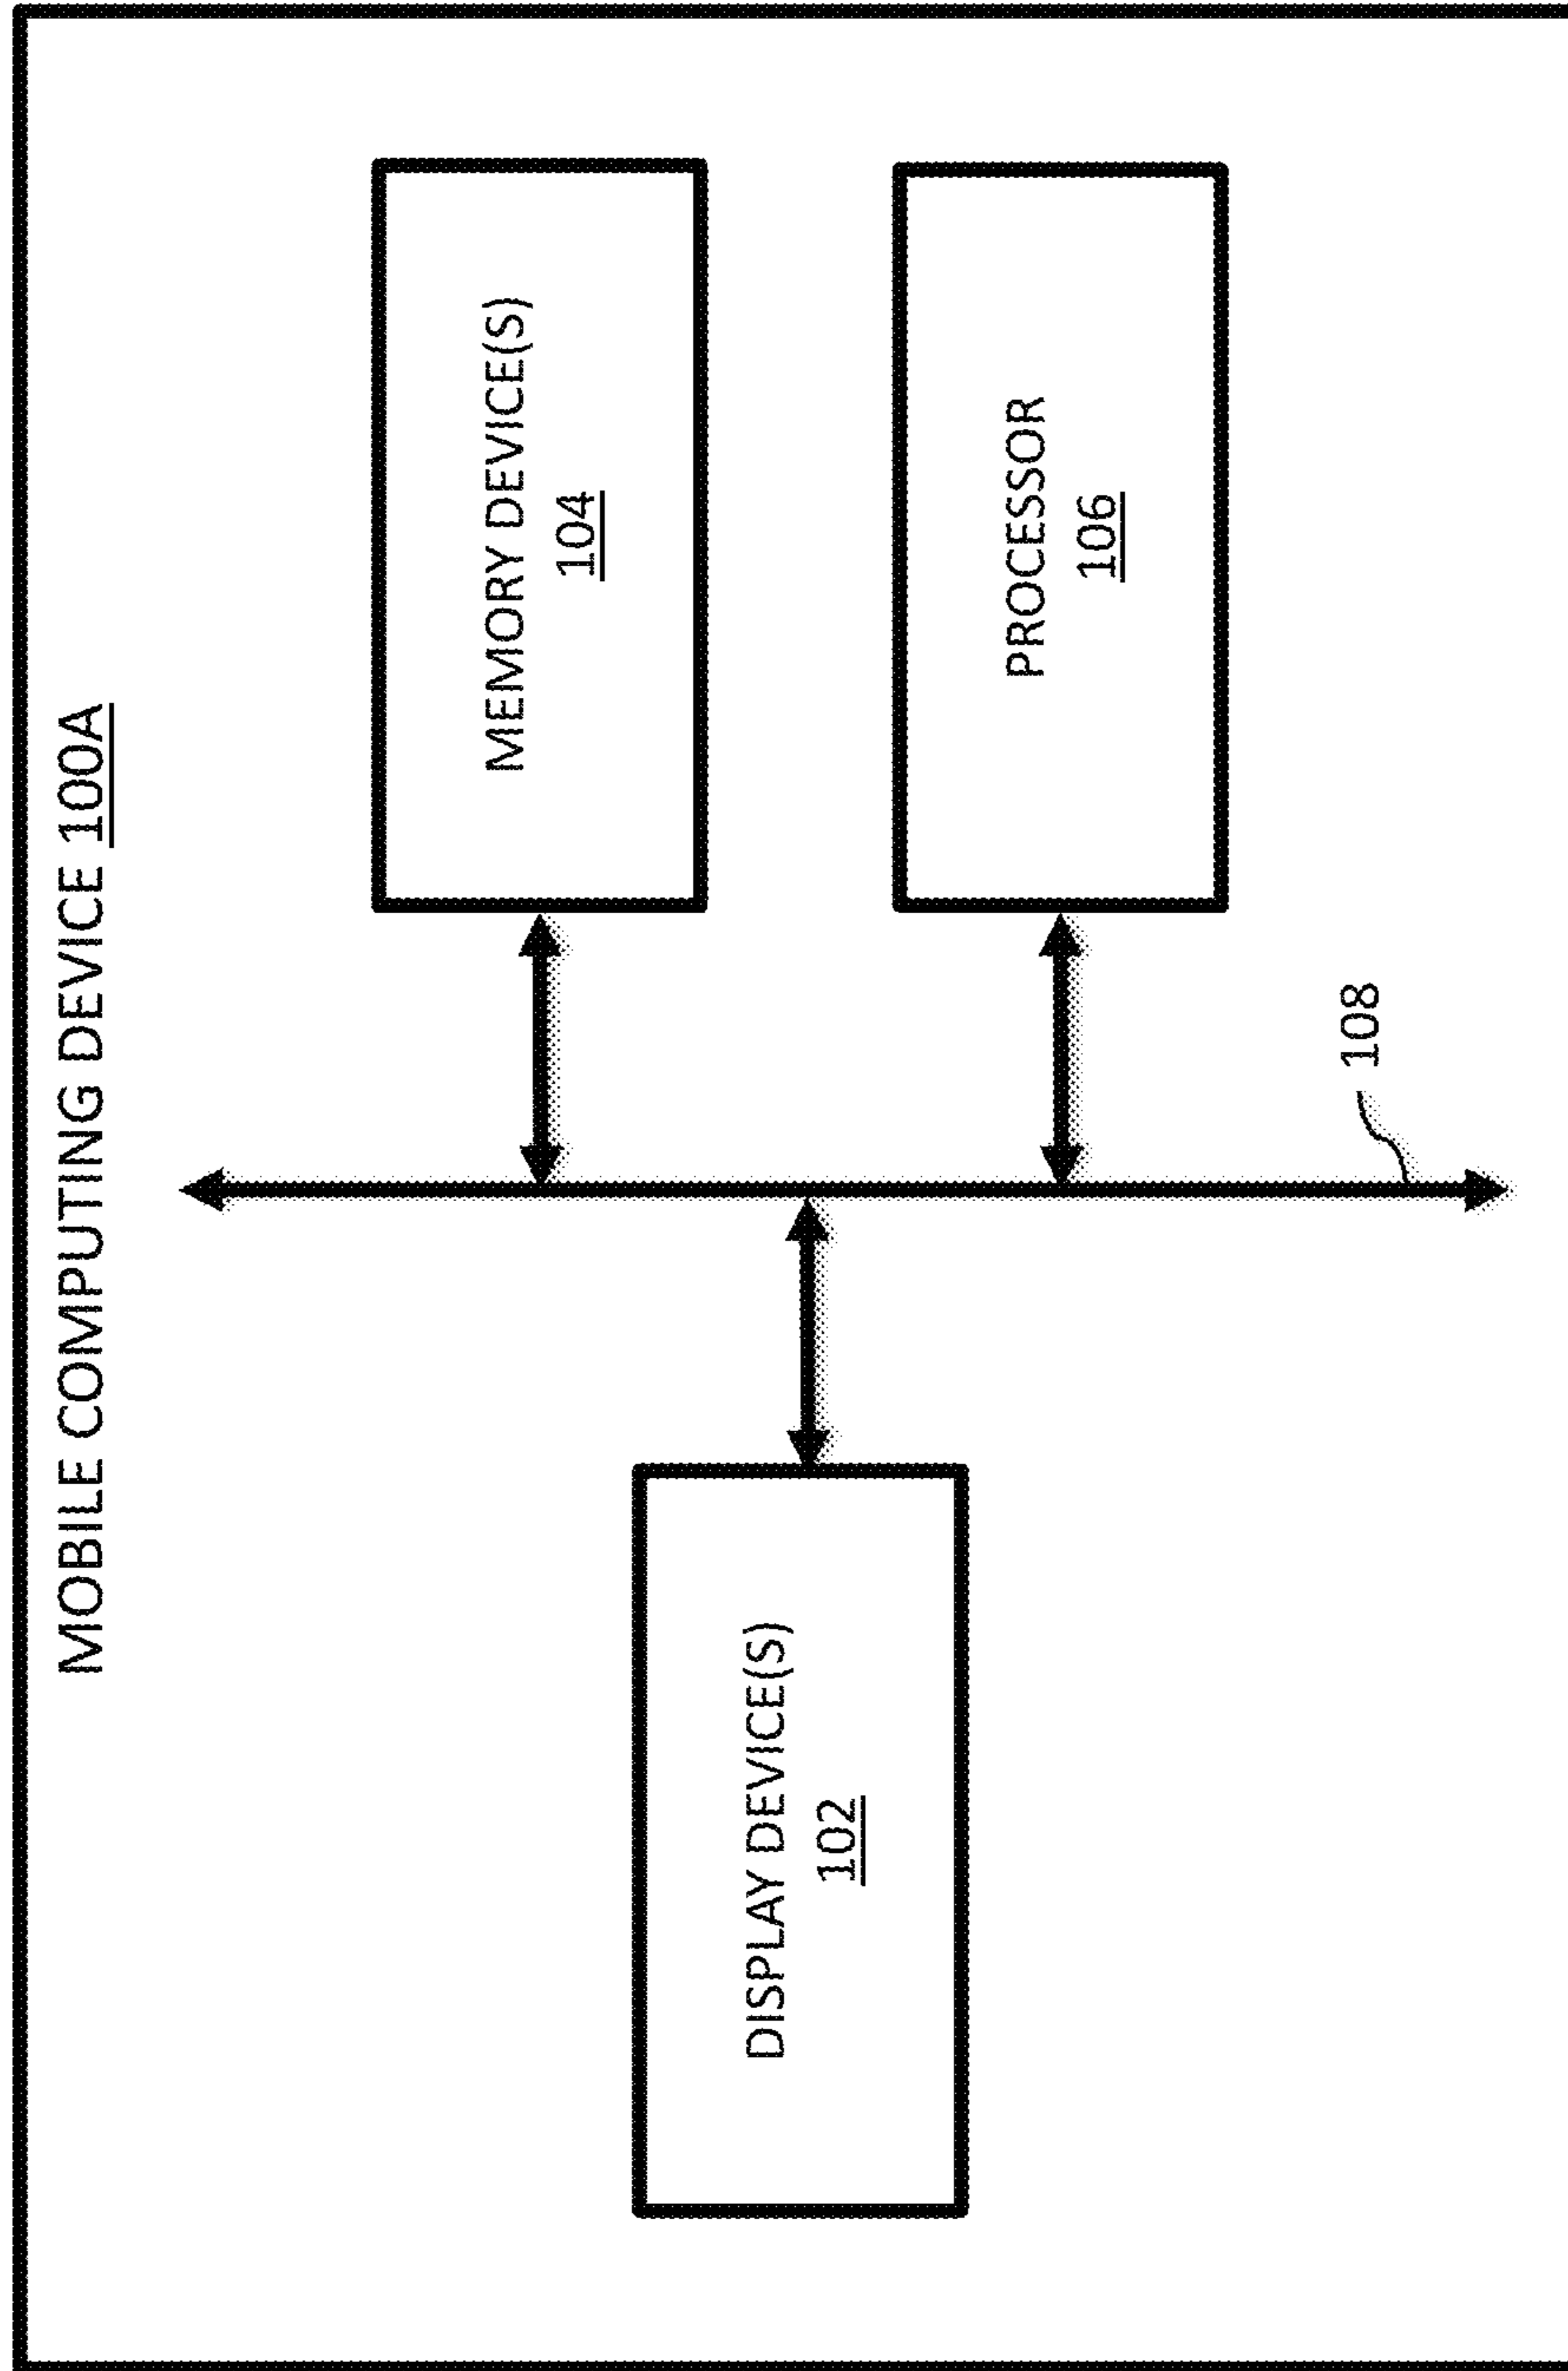 MOBILE COMPUTING DEVICE 100A
MEMORY DEVICE(S)
104
DISPLAY DEVICE(S)
102
PROCESSOR
106
108